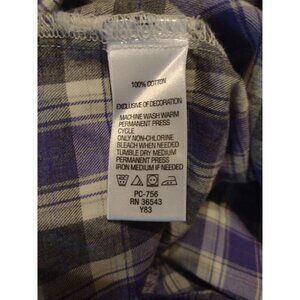 100% COTTON
EXCLUSIVE OF DECORATION
MACHINE WASH WARM
PERMANENT PRESS
CYCLE
ONLY NON-CHLORINE
BLEACH WHEN NEEDED
TUMBLE DRY MEDIUM
PERMANENT PRESS
IRON MEDIUM IF NEEDED
PC-756
RN 36543
Y83